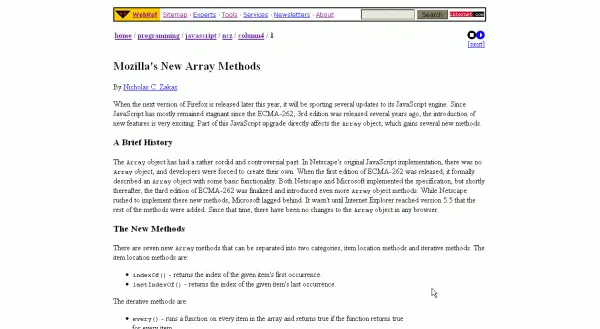 WebRef Sitemap · Experts · Tools · Services · Newsletters · About Search internet.com
home / programming / javascript / ncz / column4 / 1
[next]
Mozilla's New Array Methods
By Nicholas C. Zakas
When the next version of Firefox is released later this year, it will be sporting several updates to its JavaScript engine. Since
JavaScript has mostly remained stagnant since the ECMA-262, 3rd edition was released several years ago, the introduction of
new features is very exciting. Part of this JavaScript upgrade directly affects the Array object, which gains several new methods.
A Brief History
The Array object has had a rather sordid and controversial past. In Netscape's original JavaScript implementation, there was no
Array object, and developers were forced to create their own. When the first edition of ECMA-262 was released, it formally
described an Array object with some basic functionality. Both Netscape and Microsoft implemented the specification, but shortly
thereafter, the third edition of ECMA-262 was finalized and introduced even more Array object methods. While Netscape
rushed to implement these new methods, Microsoft lagged behind. It wasn't until Internet Explorer reached version 5.5 that the
rest of the methods were added. Since that time, there have been no changes to the Array object in any browser.
The New Methods
There are seven new Array methods that can be separated into two categories, item location methods and iterative methods. The
item location methods are:
• indexOf() - returns the index of the given item's first occurrence.
• lastIndexOf() - returns the index of the given item's last occurrence.
The iterative methods are:
• every() - runs a function on every item in the array and returns true if the function returns true
for every item.